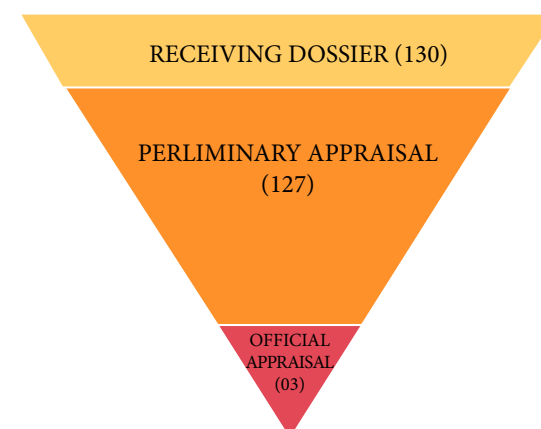 RECEIVING DOSSIER (130)
PERLIMINARY APPRAISAL
(127)
OFFICIAL
APPRAISAL
(03)